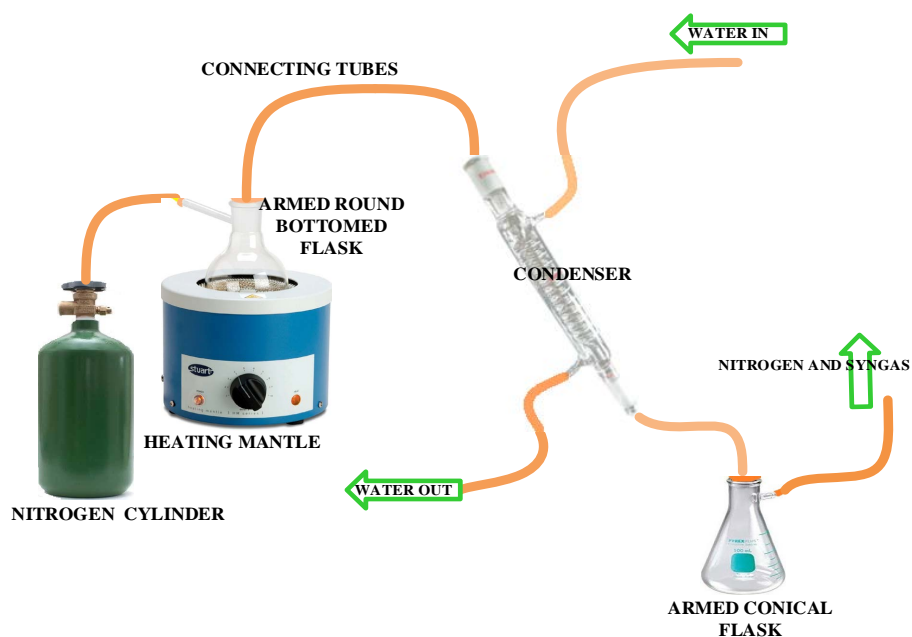 WATER IN
CONNECTING TUBES
ARMED ROUND
BOTTOMED
FLASK
CONDENSER
NITROGEN AND SYNGAS
stuart
HEATING MANTLE
WATER OUT
NITROGEN CYLINDER
ARMED CONICAL
FLASK